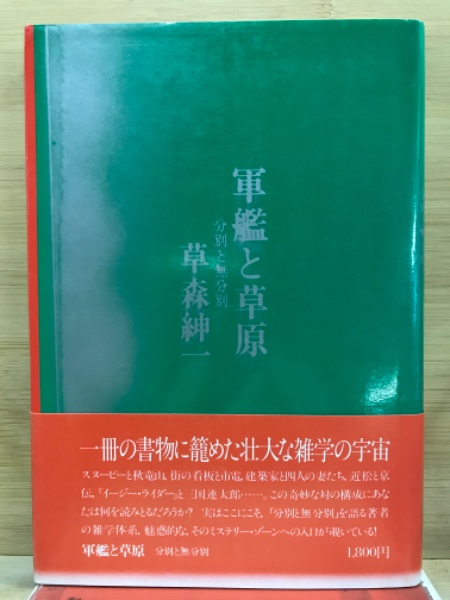 軍艦と草原
分別と無分別
草森紳一
一冊の書物に籠めた壮大な雑学の宇宙
スヌーピーと秋竜山、街の看板と市電、建築家と四人の妻たち、近松と京
伝、『イージー・ライダー』と三国連太郎……。この奇妙な対の構成にあな
たは何を読みとるだろうか? 実はここにこそ、「分別と無分別」を語る著者
の雑学体系、魅惑的な、そのミステリー・ゾーンへの入口が覗いている!
軍艦と草原 分別と無分別 1,800円